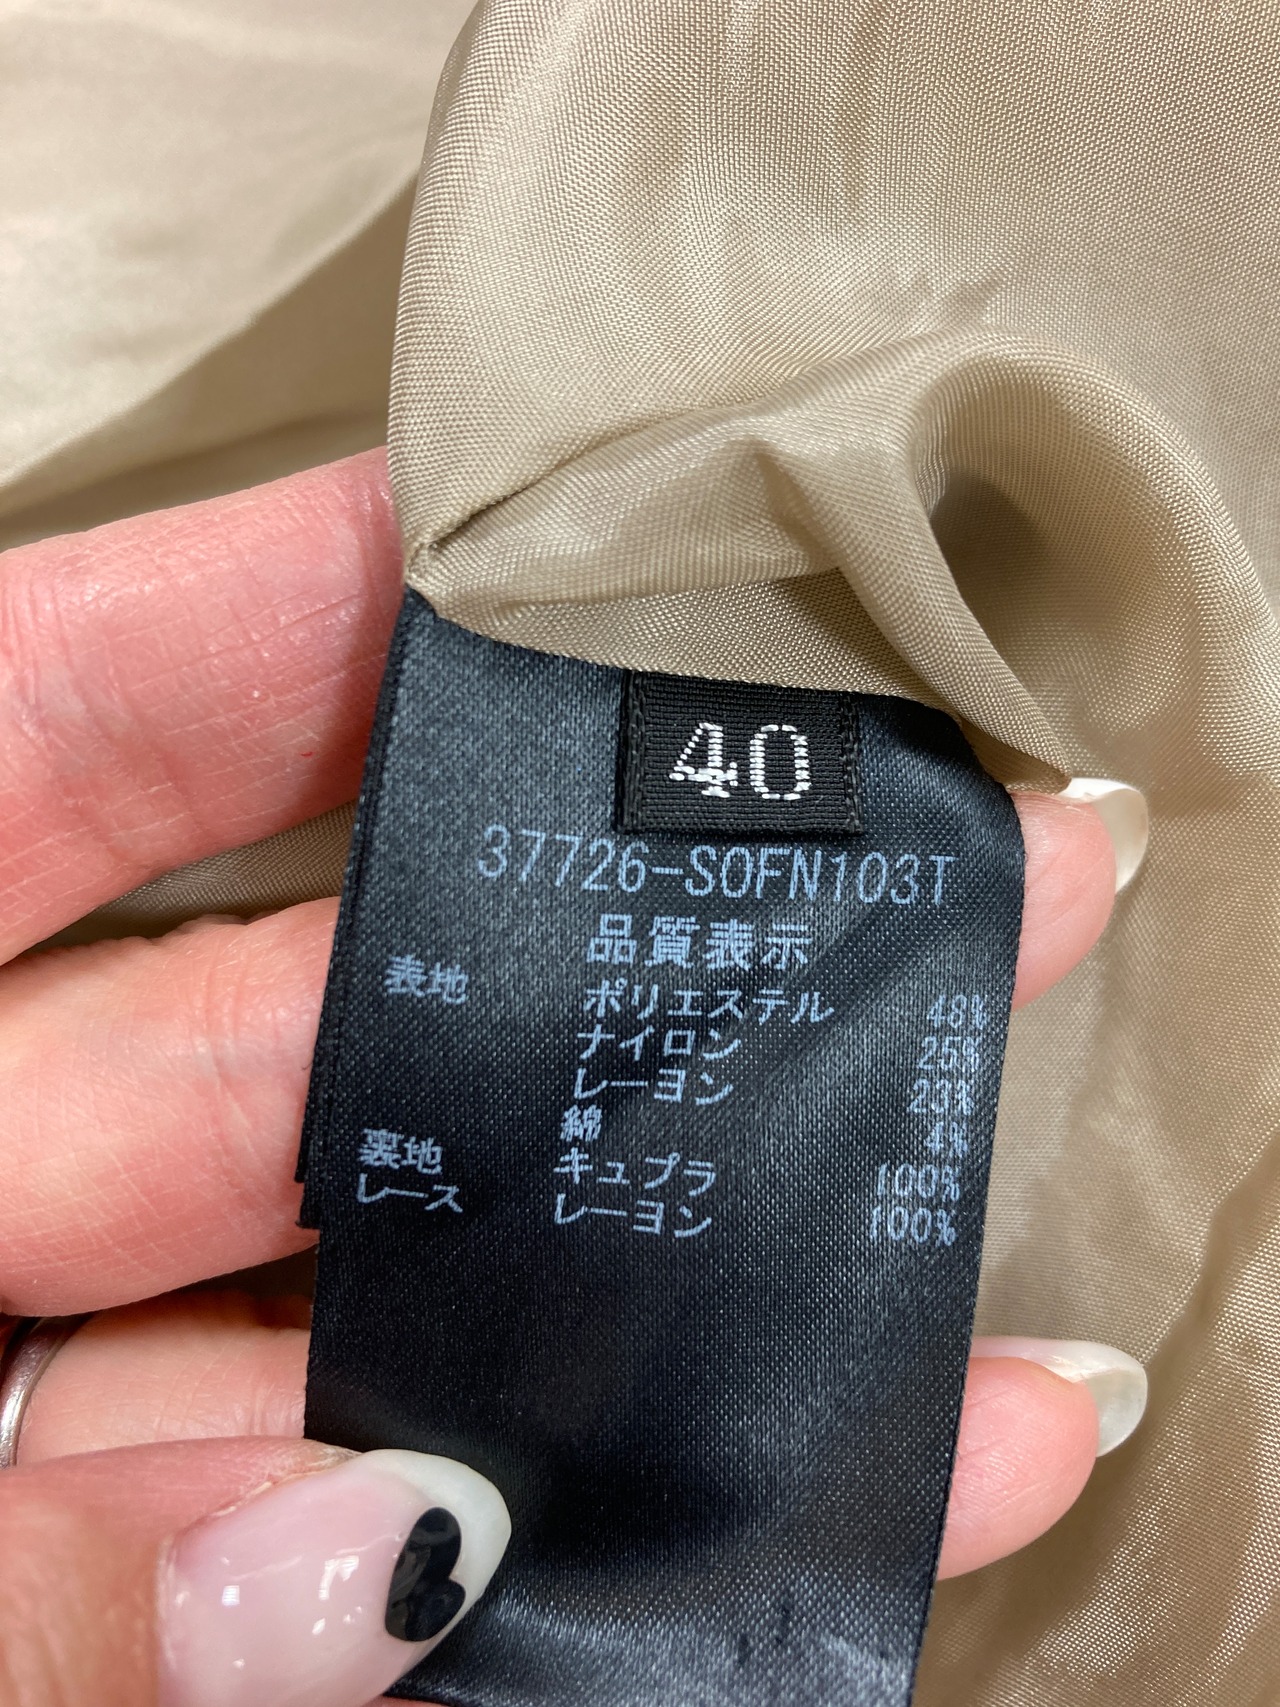 40
37726-SOFN103T
品質表示
表地 ポリエステル 48%
ナイロン 25%
レーヨン 23%
綿 4%
裏地 キュプラ 100%
レース レーヨン 100%